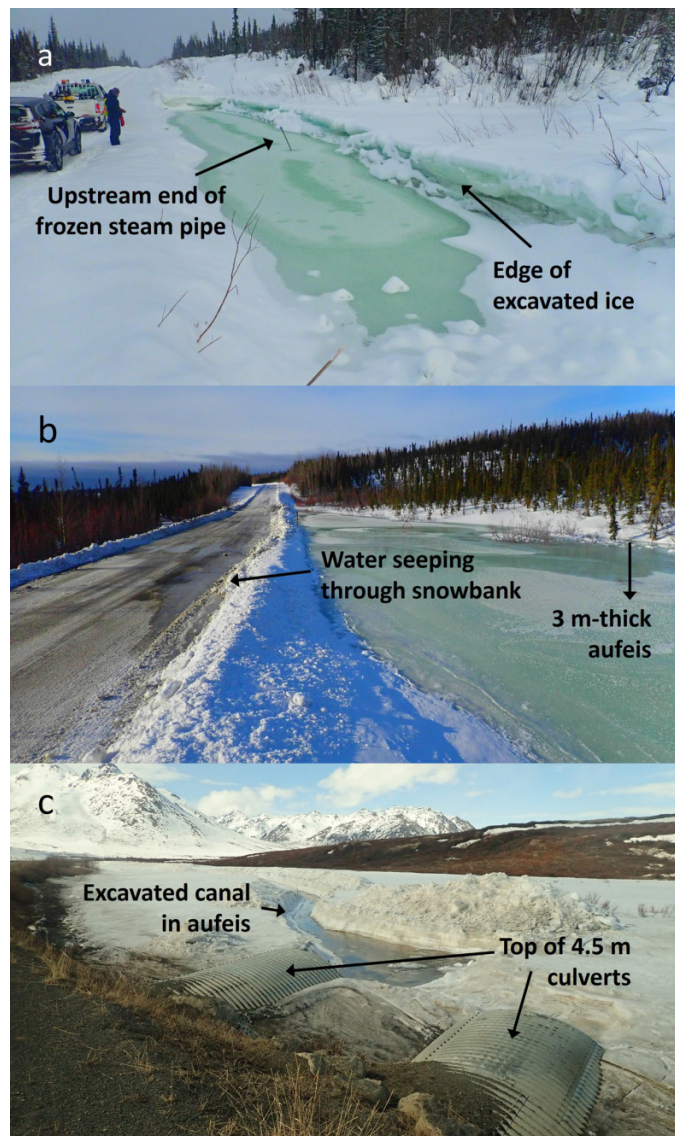 a
Upstream end of
frozen steam pipe
Edge of
excavated ice
b
Water seeping
through snowbank
3 m-thick
aufeis
c
Excavated canal
in aufeis
Top of 4.5 m
culverts